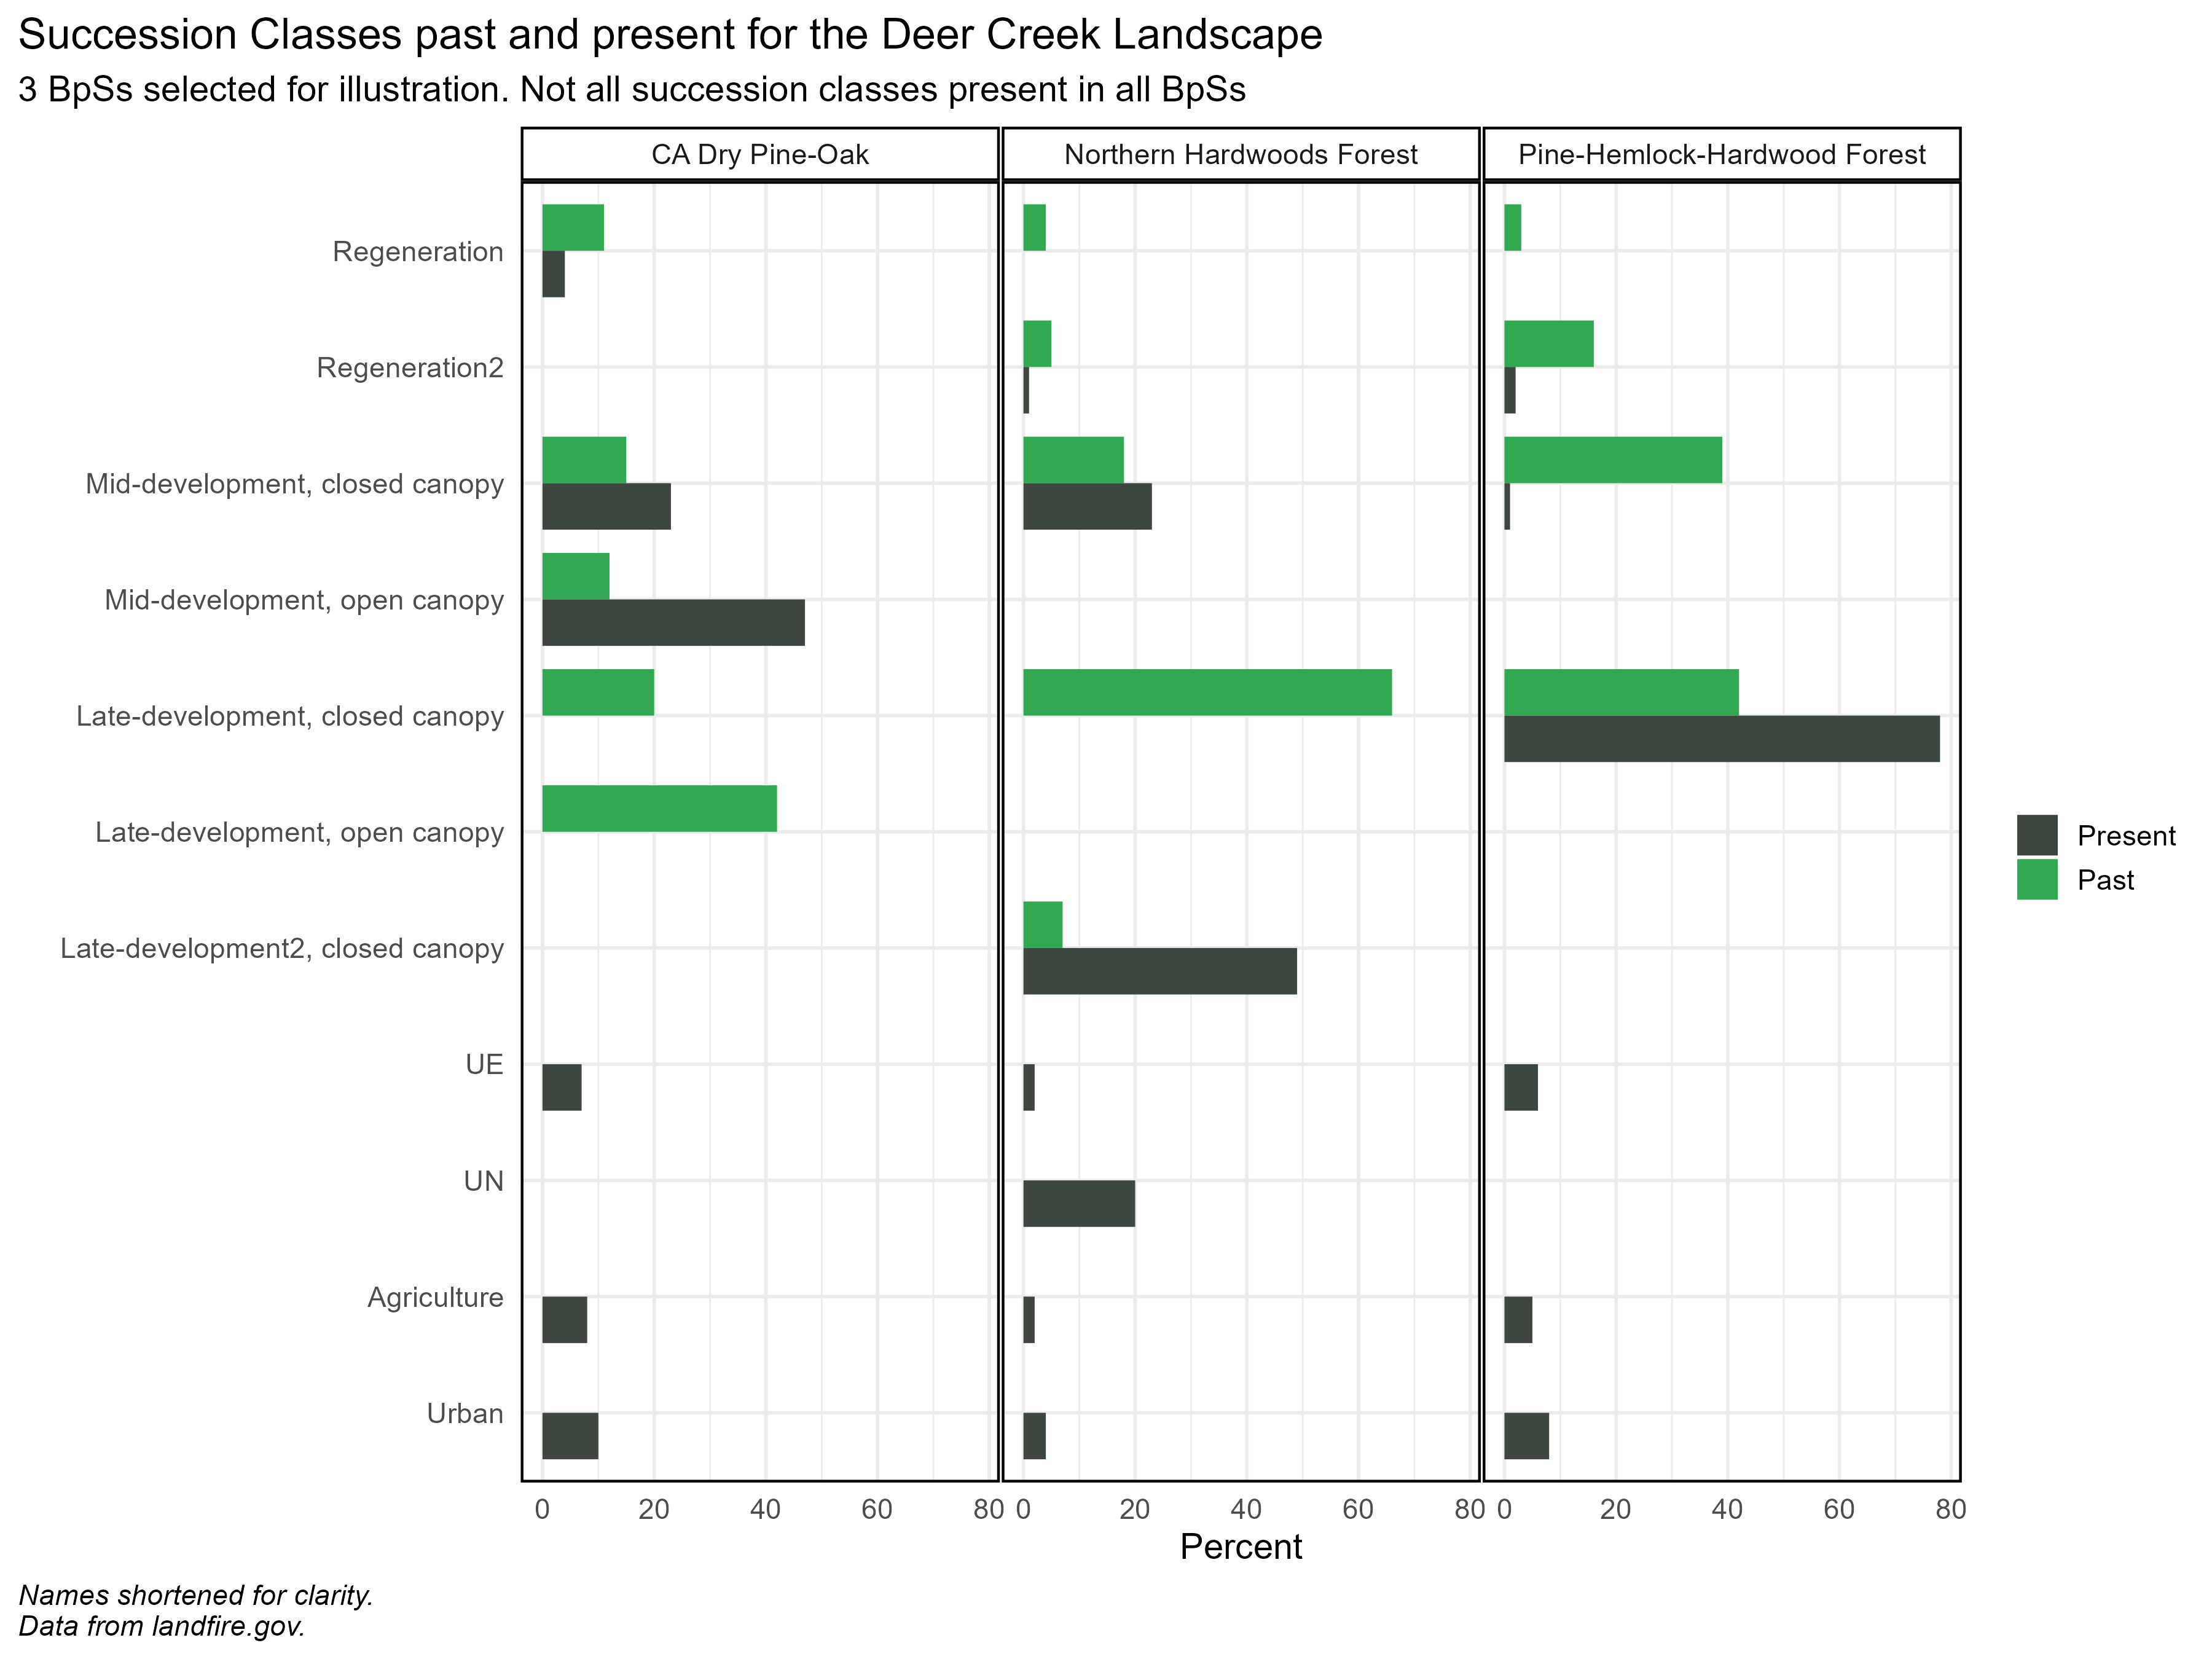 Succession Classes past and present for the Deer Creek Landscape
3 BpSs selected for illustration. Not all succession classes present in all BpSs
CA Dry Pine-Oak
Northern Hardwoods Forest
Pine-Hemlock-Hardwood Forest
Regeneration
Regeneration2
Mid-development, closed canopy
Mid-development, open canopy
Late-development, closed canopy
Late-development, open canopy
Late-development2, closed canopy
UE
UN
Agriculture
Urban
Present
Past
0 20 40 60 80 0 20 40 60 80 0 20 40 60 80
Percent
Names shortened for clarity.
Data from landfire.gov.